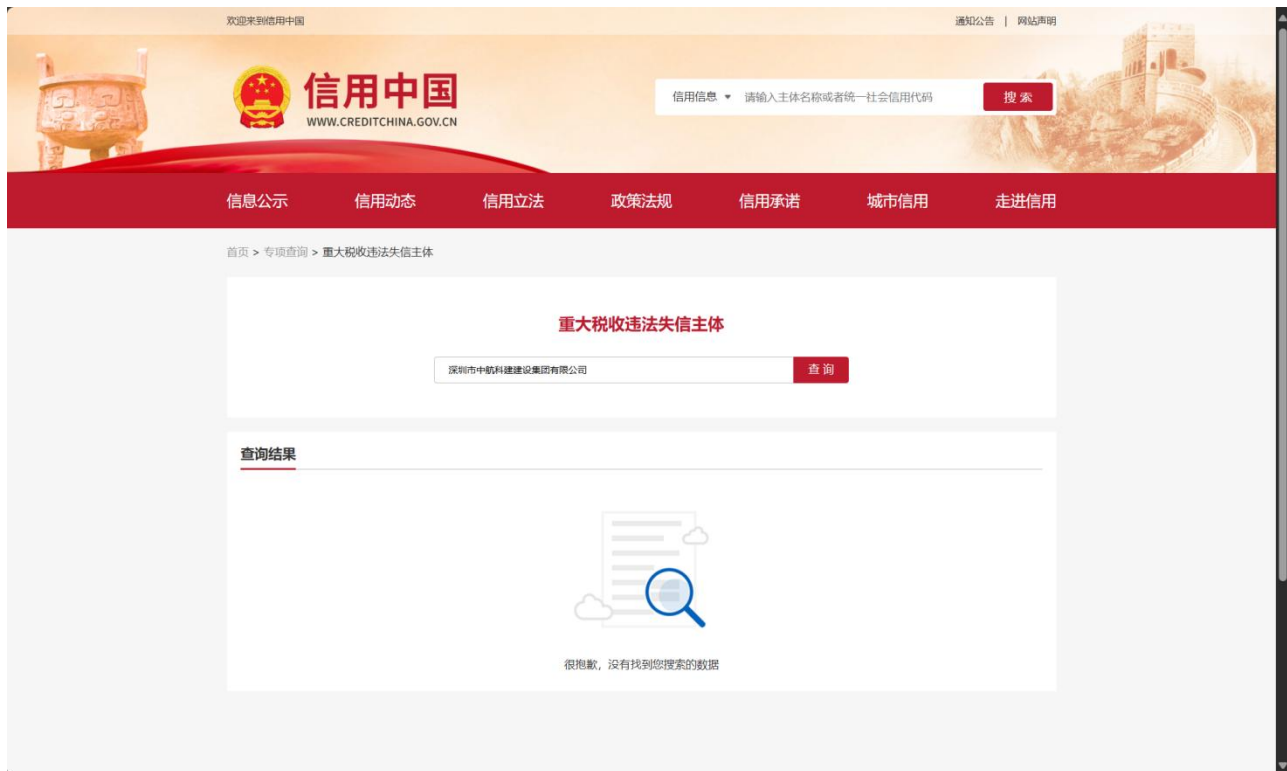 欢迎来到信用中国
通知公告 | 网站声明
信用中国
WWW.CREDITCHINA.GOV.CN
信用信息 请输入主体名称或者统一社会信用代码 搜索
信息公示 信用动态 信用立法 政策法规 信用承诺 城市信用 走进信用
首页 > 专项查询 > 重大税收违法失信主体
重大税收违法失信主体
深圳市中航科建建设集团有限公司 查询
查询结果
很抱歉，没有找到您搜索的数据